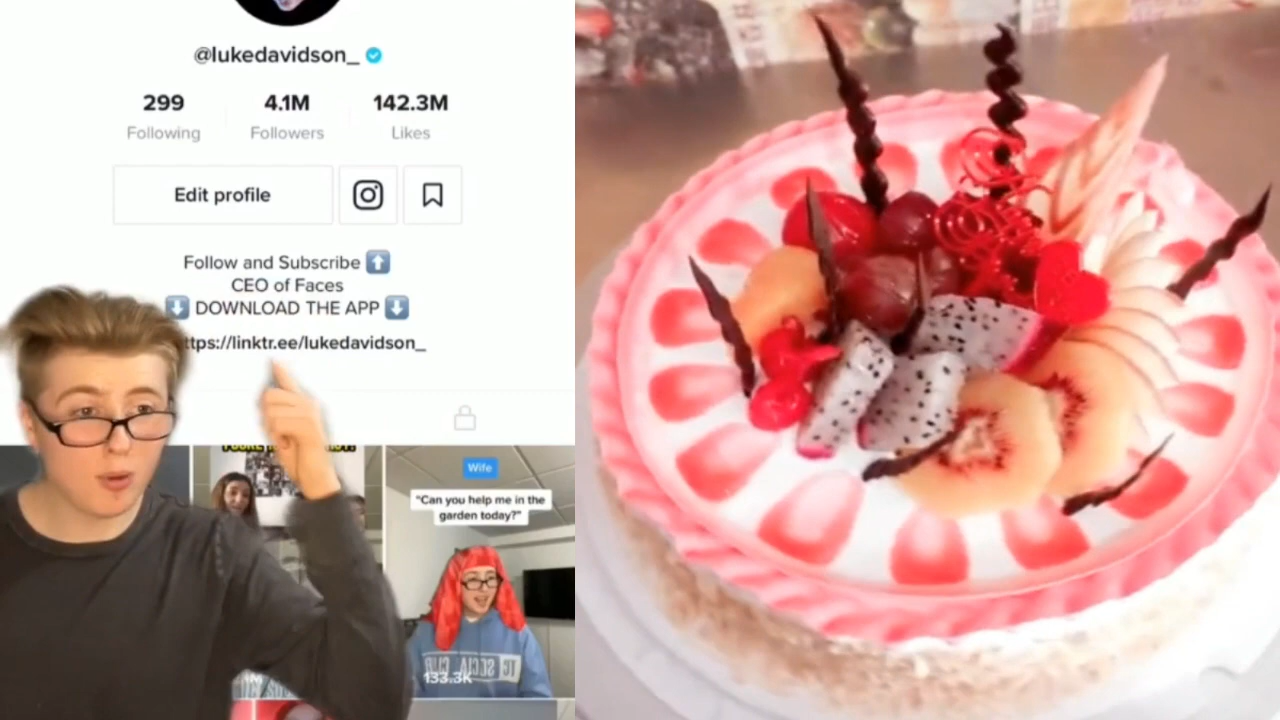 @lukedavidson_
299
4.1M
142.3M
Following
Followers
Likes
Edit profile
Follow and Subscribe ⬆️
CEO of Faces
⬇️ DOWNLOAD THE APP ⬇️
ttps://linktr.ee/lukedavidson_
Wife
"Can you help me in the
garden today?"
133.3K